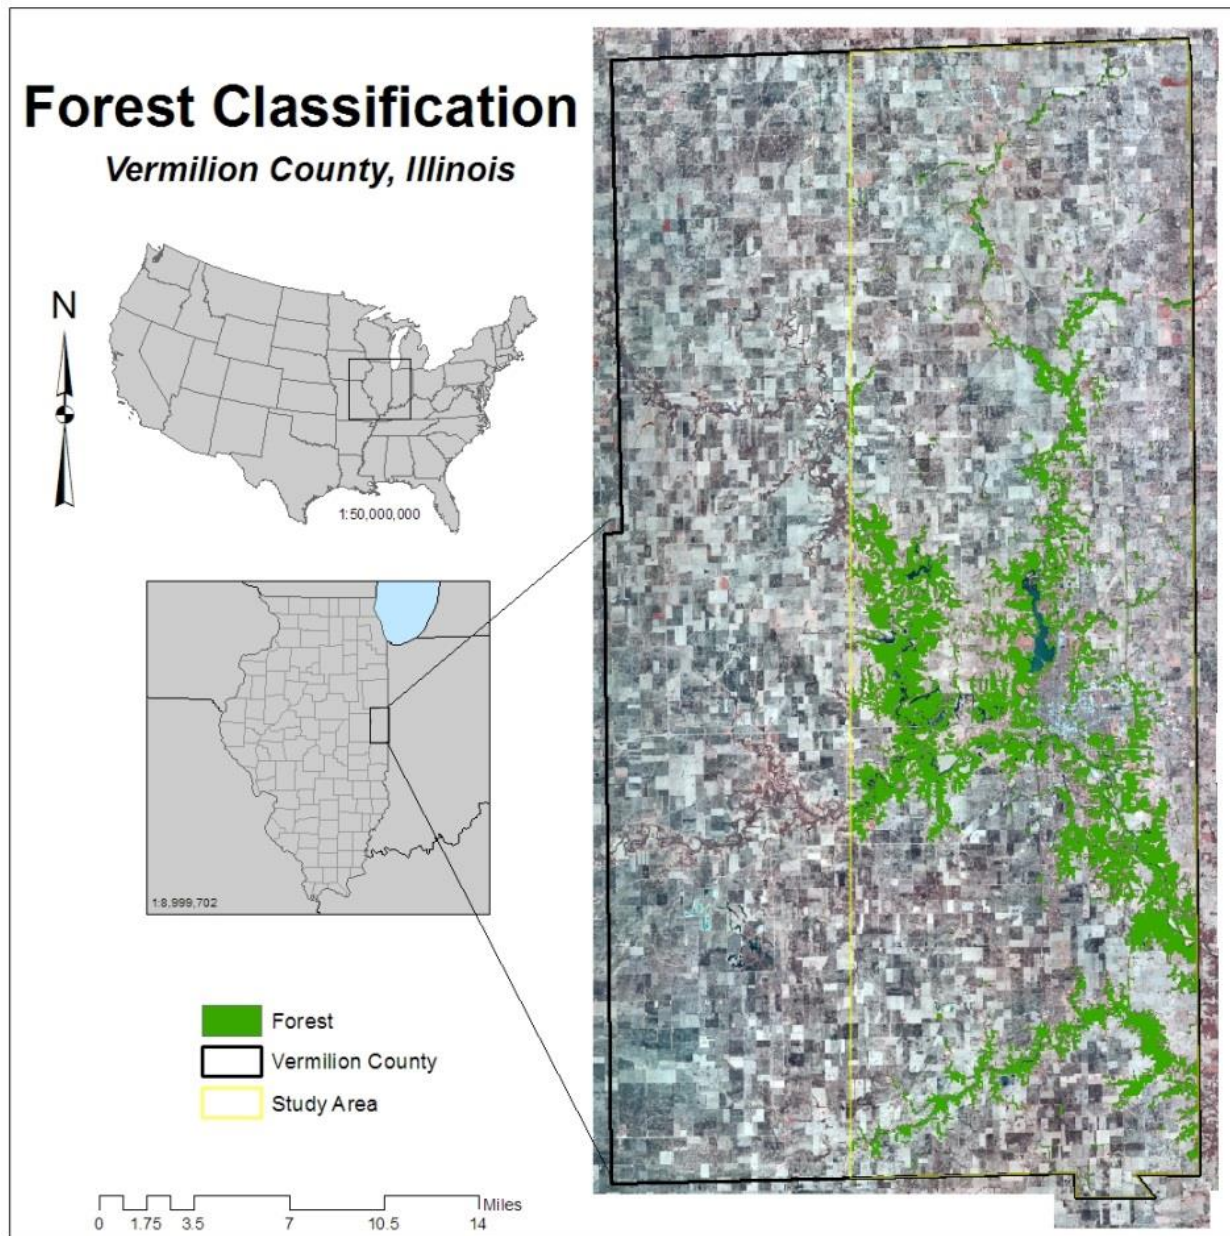 Forest Classification
Vermilion County, Illinois
N
1:50,000,000
1:8,999,702
Forest
Vermilion County
Study Area
Miles
0 1.75 3.5 7 10.5 14